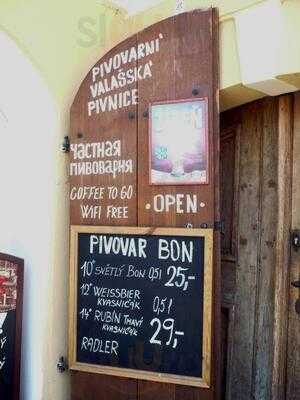 PIVOVARNÍ
VALAŠSKÁ
PIVNICE
частная
пивоварня
COFFEE TO GO
WIFI FREE
· OPEN ·
PIVOVAR BON
10° SVĚTLÝ BON 0,5l 25,-
12° WEISSBIER
KVASNIČÁK 0,5l
14° RUBÍN TMAVÝ
KVASNIČÁK 29,-
RADLER